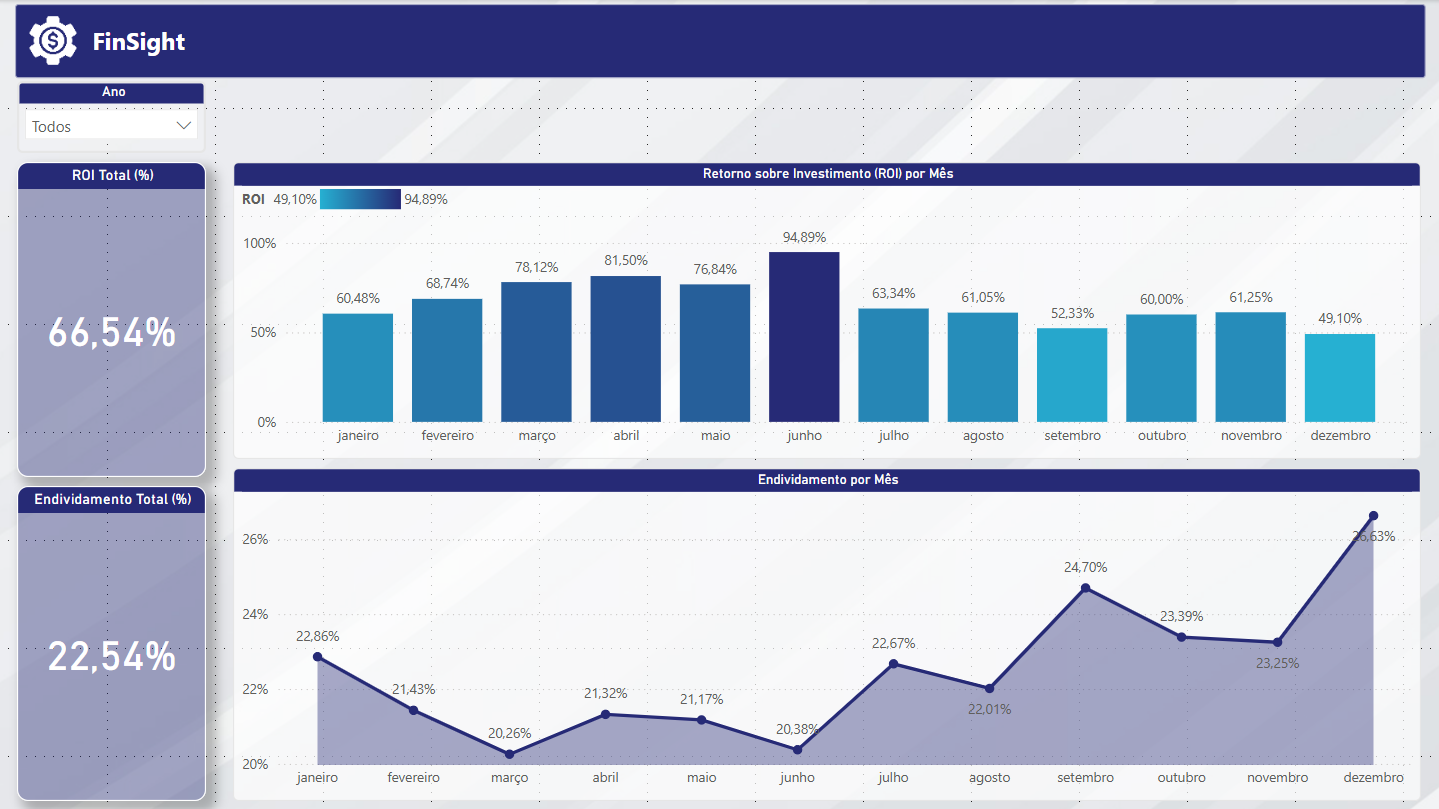 $
FinSight
Ano
Todos
ROI Total (%)
66,54%
Endividamento Total (%)
22,54%
Retorno sobre Investimento (ROI) por Mês
ROI 49,10% 94,89%
100%
50%
0%
60,48% 68,74% 78,12% 81,50% 76,84% 94,89% 63,34% 61,05% 52,33% 60,00% 61,25% 49,10%
janeiro fevereiro março abril maio junho julho agosto setembro outubro novembro dezembro
Endividamento por Mês
26%
24%
22%
20%
22,86% 21,43% 20,26% 21,32% 21,17% 20,38% 22,67% 22,01% 24,70% 23,39% 23,25% 26,63%
janeiro fevereiro março abril maio junho julho agosto setembro outubro novembro dezembro